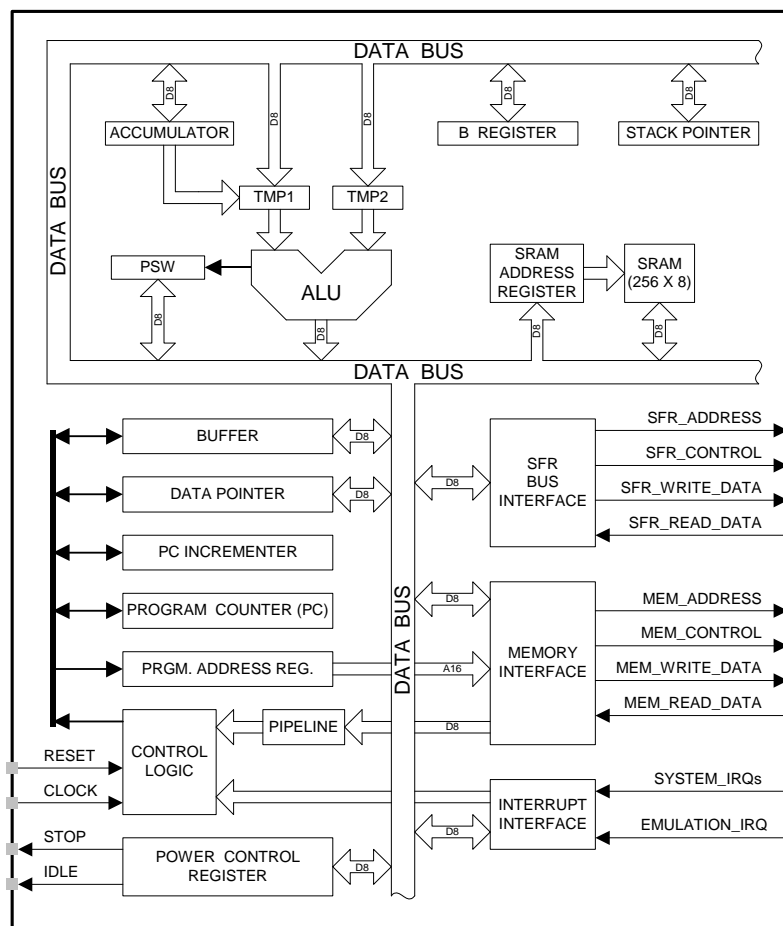 DATA BUS
D8
D8
D8
D8
D8
ACCUMULATOR
B REGISTER
STACK POINTER
DATA BUS
TMP1
TMP2
PSW
ALU
SRAM
ADDRESS
REGISTER
SRAM
(256 X 8)
D8
D8
D8
D8
DATA BUS
BUFFER
D8
DATA POINTER
D8
PC INCREMENTER
PROGRAM COUNTER (PC)
PRGM. ADDRESS REG.
A16
DATA BUS
D8
SFR
BUS
INTERFACE
SFR_ADDRESS
SFR_CONTROL
SFR_WRITE_DATA
SFR_READ_DATA
D8
MEMORY
INTERFACE
MEM_ADDRESS
MEM_CONTROL
MEM_WRITE_DATA
MEM_READ_DATA
PIPELINE
D8
CONTROL
LOGIC
RESET
CLOCK
INTERRUPT
INTERFACE
SYSTEM_IRQs
EMULATION_IRQ
D8
STOP
IDLE
POWER CONTROL
REGISTER
D8